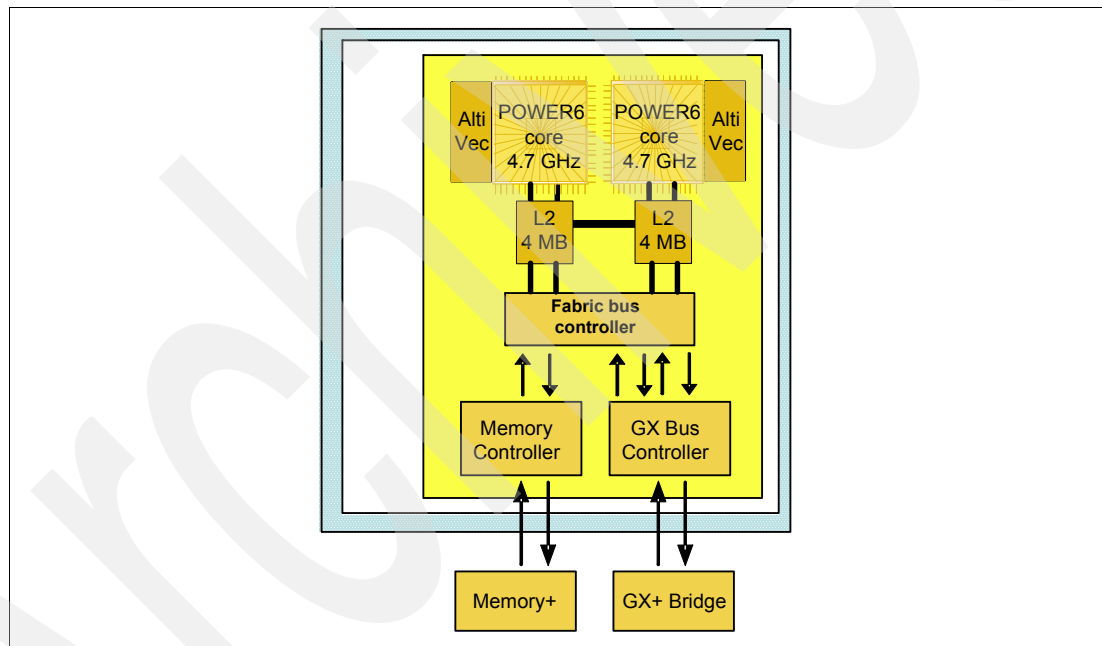 Alti
Vec
POWER6
core
4.7 GHz
POWER6
core
4.7 GHz
Alti
Vec
L2
4 MB
L2
4 MB
Fabric bus
controller
Memory
Controller
GX Bus
Controller
Memory+
GX+ Bridge